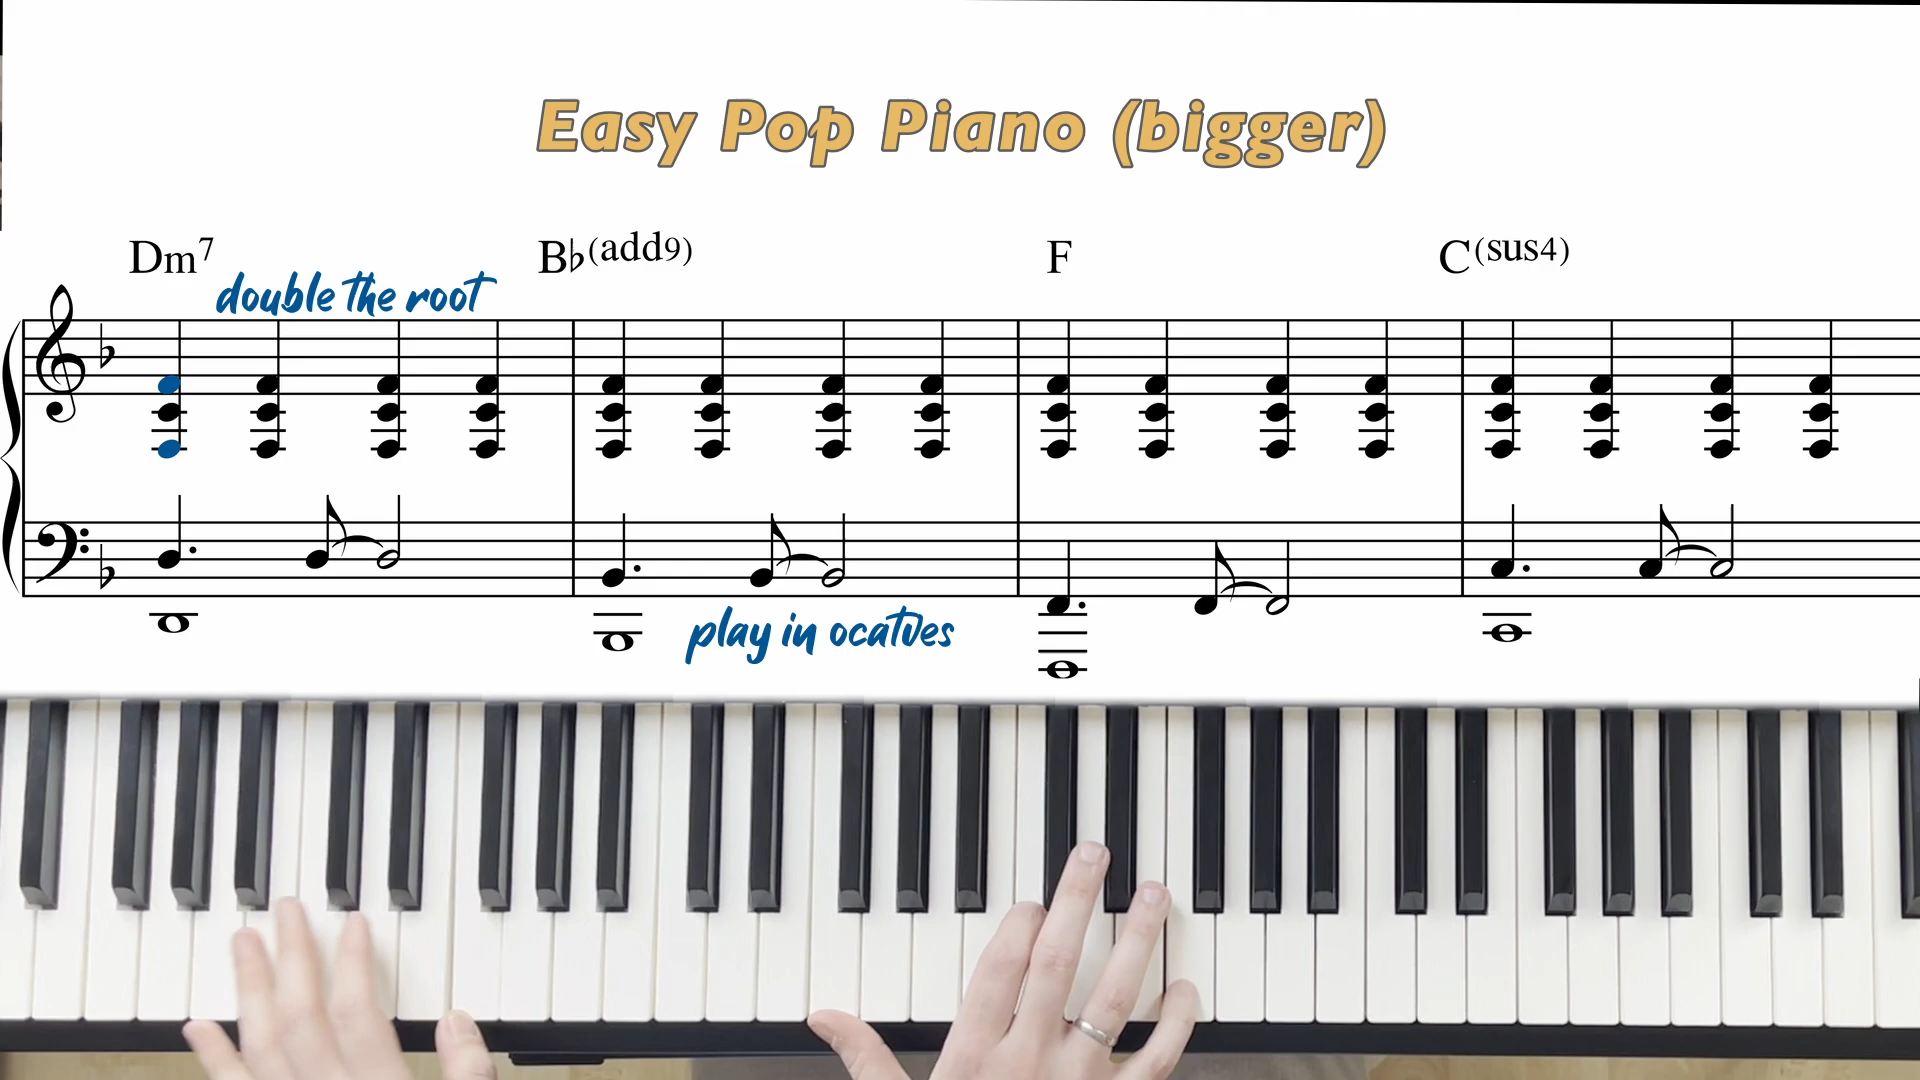 Easy Pop Piano (bigger)
Dm7 B♭(add9) F C(sus4)
double the root
play in ocatves